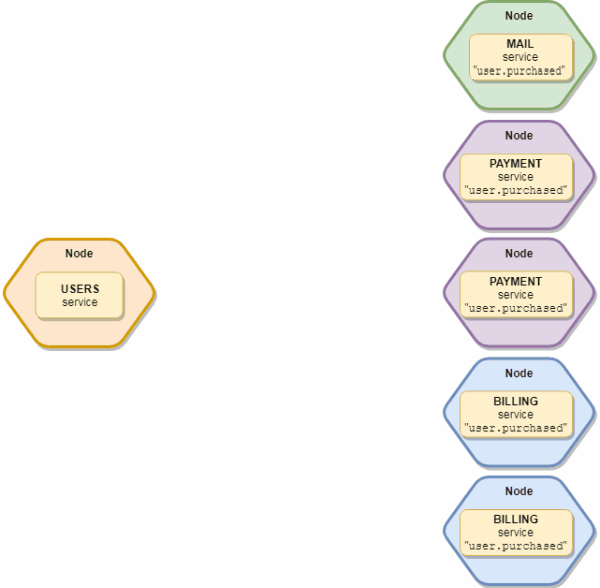 Node
MAIL
service
"user.purchased"
Node
PAYMENT
service
"user.purchased"
Node
USERS
service
Node
PAYMENT
service
"user.purchased"
Node
BILLING
service
"user.purchased"
Node
BILLING
service
"user.purchased"